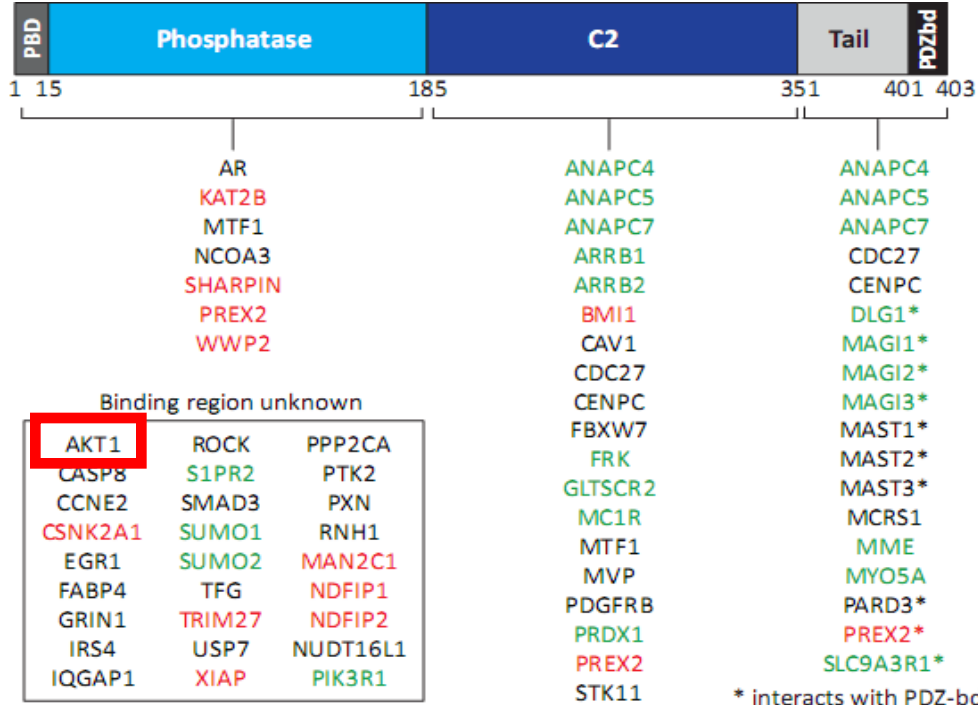 PBD Phosphatase C2 Tail PDZbd
1 15 185 351 401 403
AR
KAT2B
MTF1
NCOA3
SHARPIN
PREX2
WWP2
Binding region unknown
AKT1 ROCK PPP2CA
CASP8 S1PR2 PTK2
CCNE2 SMAD3 PXN
CSNK2A1 SUMO1 RNH1
EGR1 SUMO2 MAN2C1
FABP4 TFG NDFIP1
GRIN1 TRIM27 NDFIP2
IRS4 USP7 NUDT16L1
IQGAP1 XIAP PIK3R1
ANAPC4
ANAPC5
ANAPC7
ARRB1
ARRB2
BMI1
CAV1
CDC27
CENPC
FBXW7
FRK
GLTSCR2
MC1R
MTF1
MVP
PDGFRB
PRDX1
PREX2
STK11
ANAPC4
ANAPC5
ANAPC7
CDC27
CENPC
DLG1*
MAGI1*
MAGI2*
MAGI3*
MAST1*
MAST2*
MAST3*
MCRS1
MME
MYO5A
PARD3*
PREX2*
SLC9A3R1*
* interacts with PDZ-bd